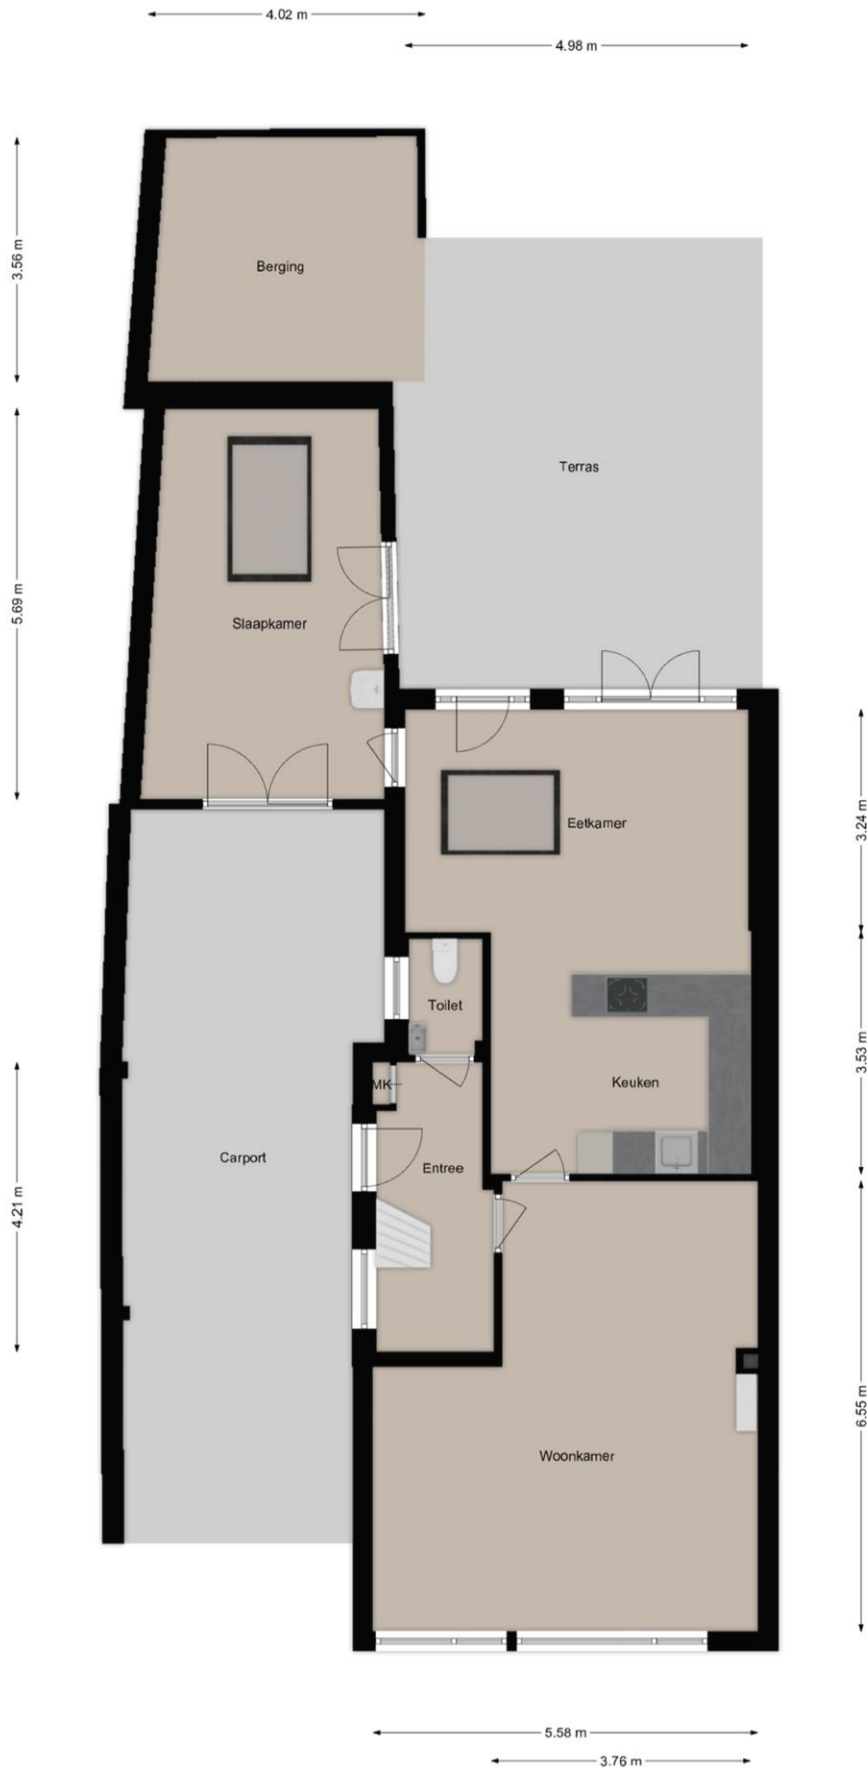 4.02 m
4.98 m
3.56 m
Berging
Terras
5.69 m
Slaapkamer
3.24 m
Eetkamer
Toilet
3.53 m
MK
Keuken
Carport
Entree
4.21 m
6.55 m
Woonkamer
5.58 m
3.76 m